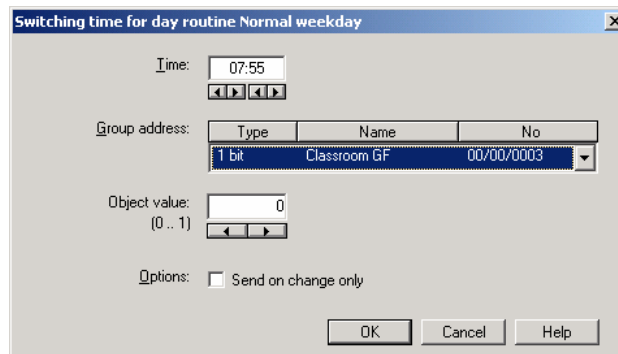 Switching time for day routine Normal weekday
Time: 07:55
Group address: Type Name No
1 bit Classroom GF 00/00/0003
Object value: 0
(0 .. 1)
Options: Send on change only
OK Cancel Help